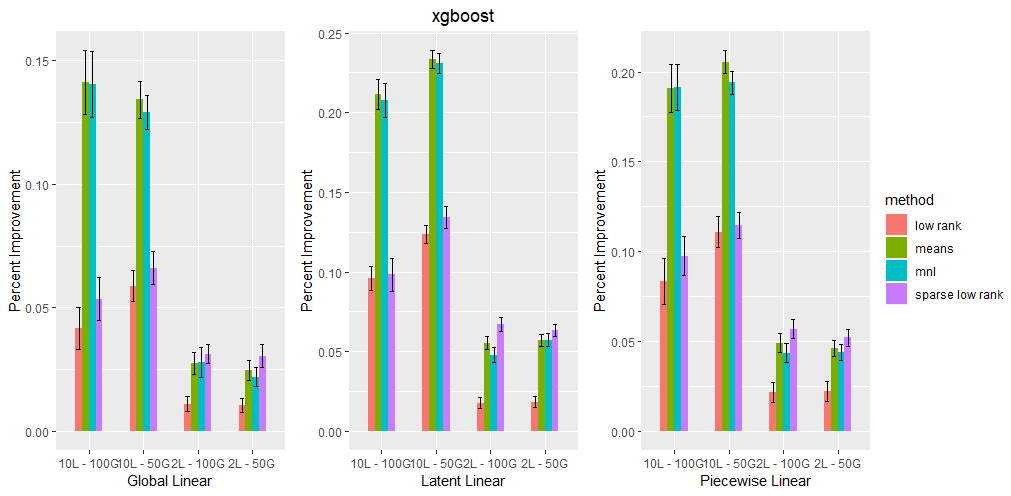 xgboost
Percent Improvement
0.15
0.10
0.05
0.00
10L - 100G
10L - 50G
2L - 100G
2L - 50G
Global Linear
Percent Improvement
0.25
0.20
0.15
0.10
0.05
0.00
10L - 100G
10L - 50G
2L - 100G
2L - 50G
Latent Linear
Percent Improvement
0.20
0.15
0.10
0.05
0.00
10L - 100G
10L - 50G
2L - 100G
2L - 50G
Piecewise Linear
method
low rank
means
mnl
sparse low rank